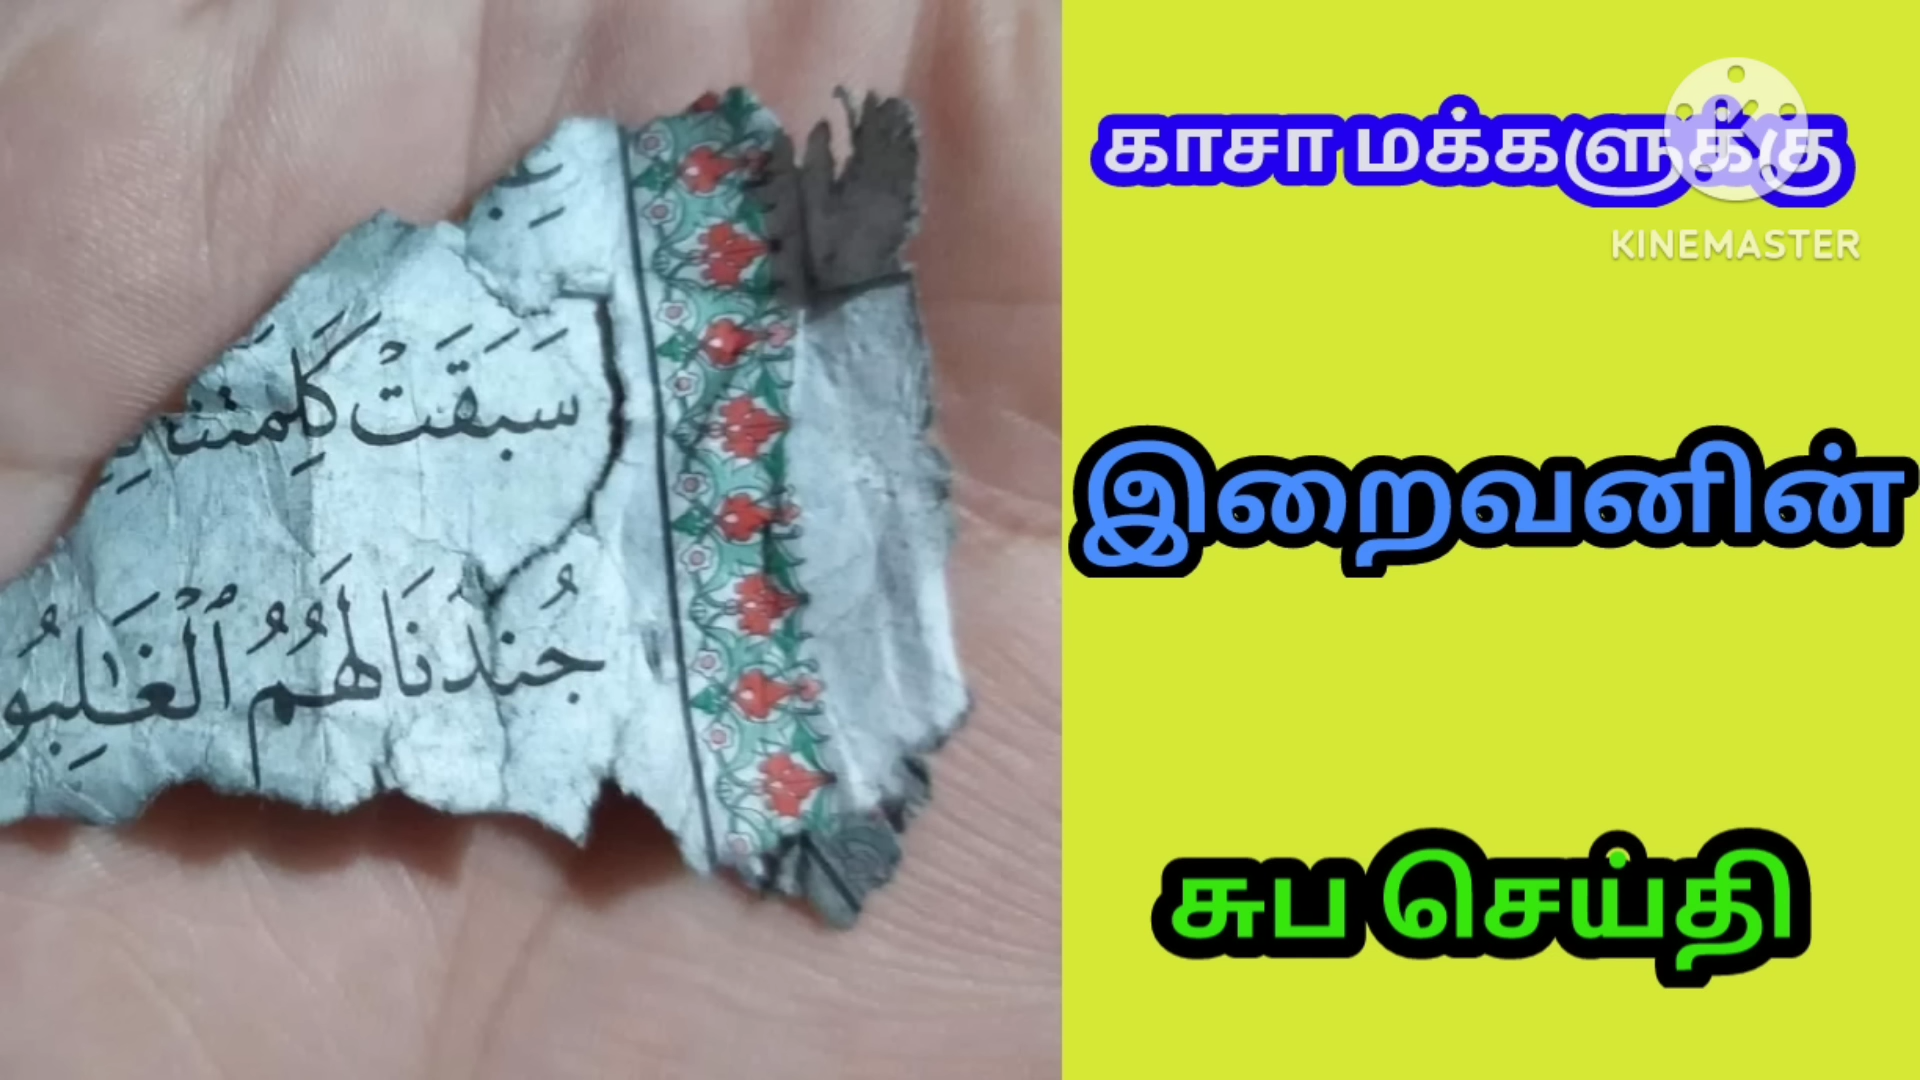 سَبَقَتْ كَلِمَتُنَا
جُندَنَا لَهُمُ ٱلْغَٰلِبُو
காசா மக்களுக்கு
KINEMASTER
இறைவனின்
சுப செய்தி